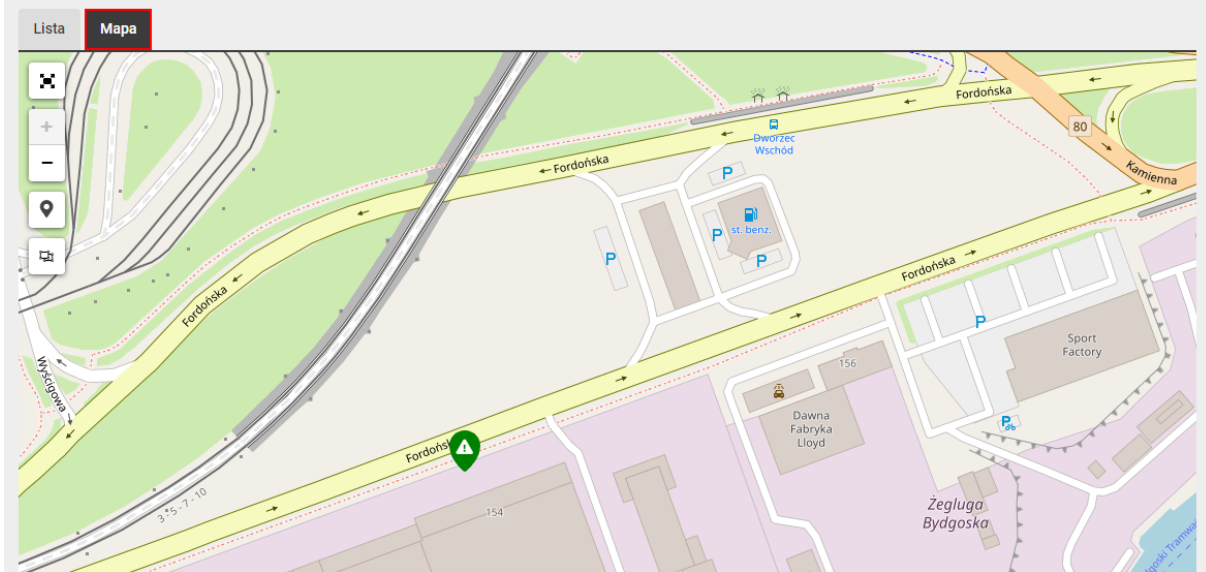 Lista
Mapa
Fordońska
80
Kamienna
Dworzec
Wschód
Fordońska
P
st. benz.
P
P
P
Fordońska
Fordońska
P
Sport
Factory
156
Wyścigowa
Dawna
Fabryka
Lloyd
P
Fordońs
3-5-7-10
154
Żegluga
Bydgoska